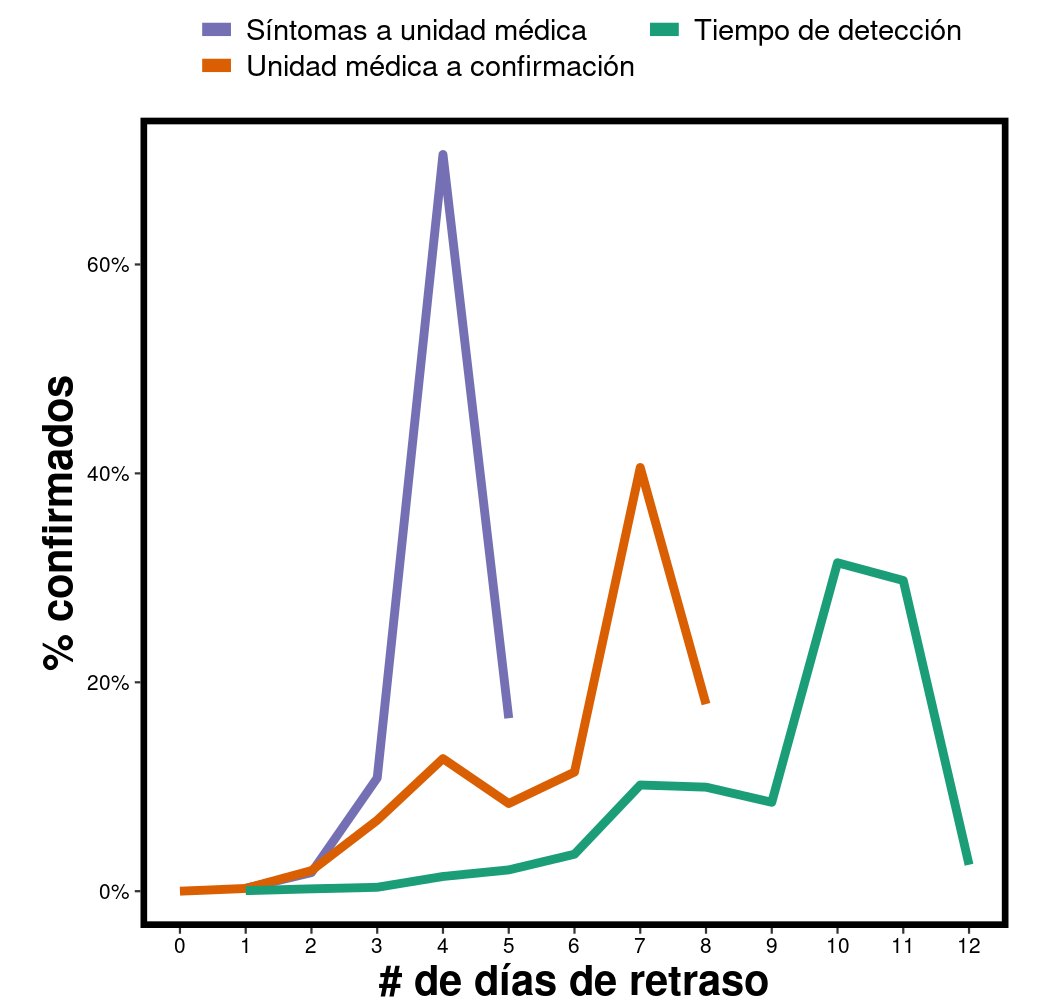 Síntomas a unidad médica
Tiempo de detección
Unidad médica a confirmación
60%
40%
20%
0%
% confirmados
0 1 2 3 4 5 6 7 8 9 10 11 12
# de días de retraso